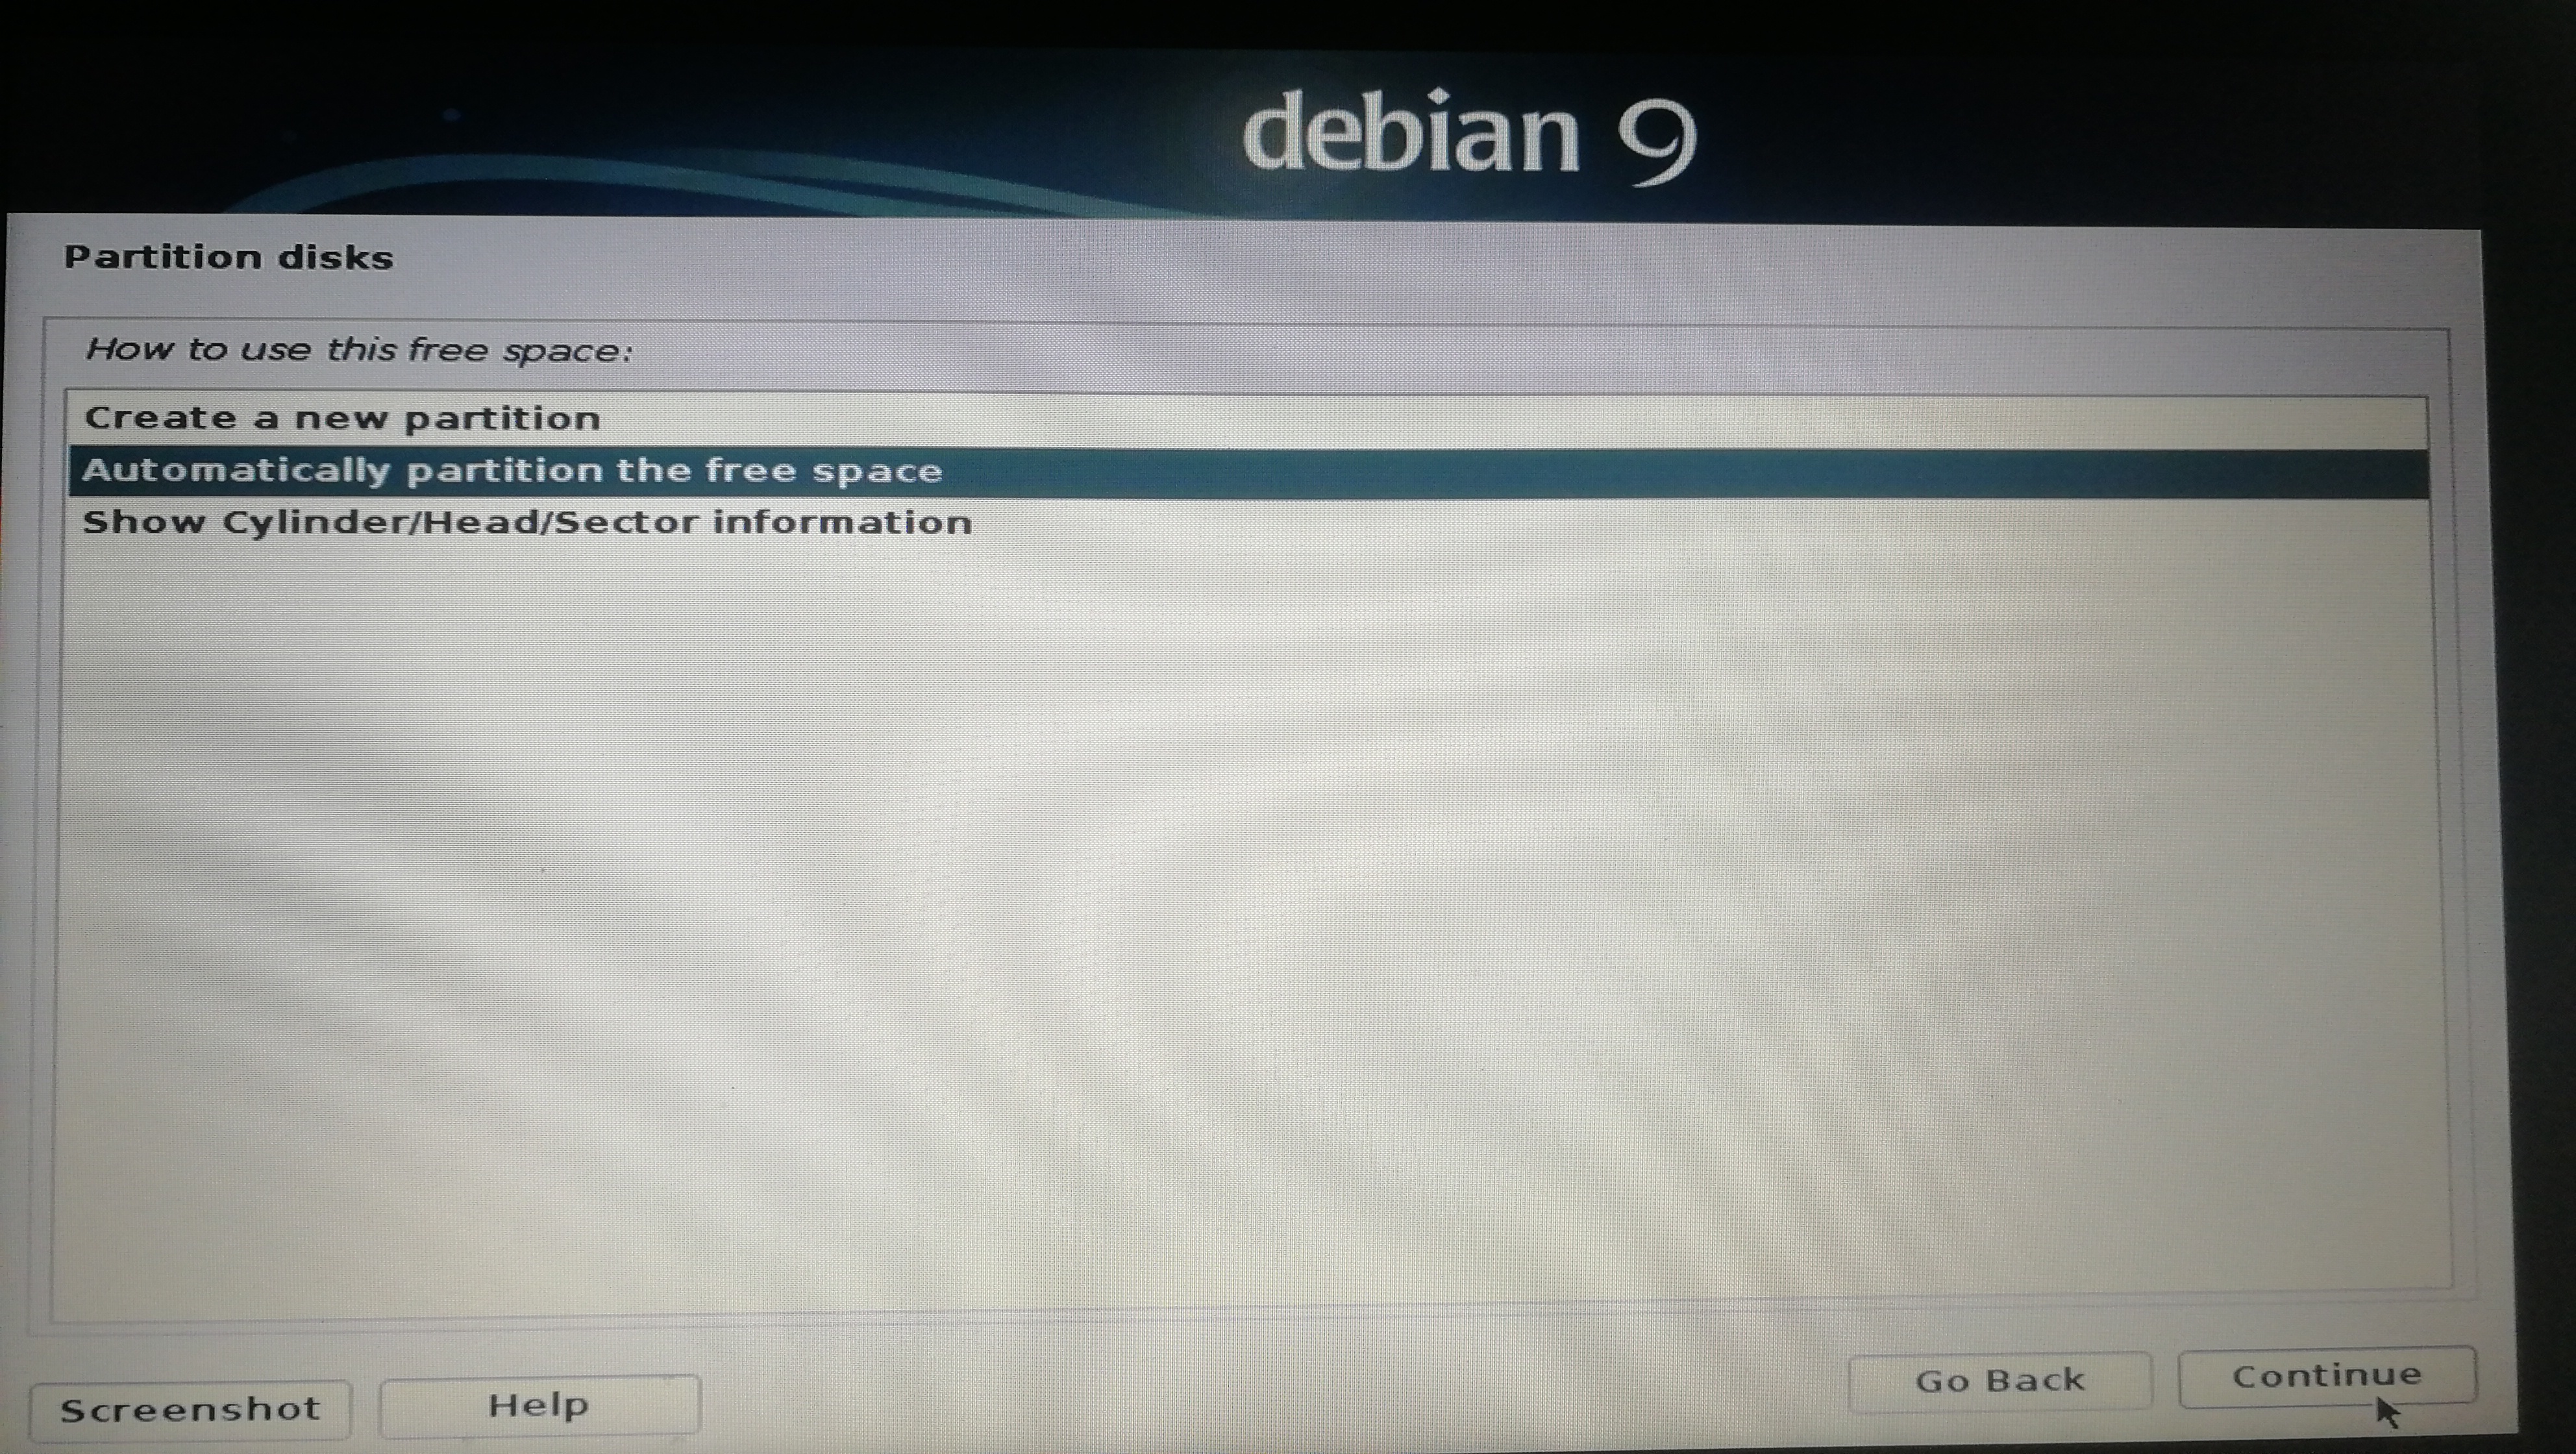 debian 9
Partition disks
How to use this free space:
Create a new partition
Automatically partition the free space
Show Cylinder/Head/Sector information
Screenshot
Help
Go Back
Continue